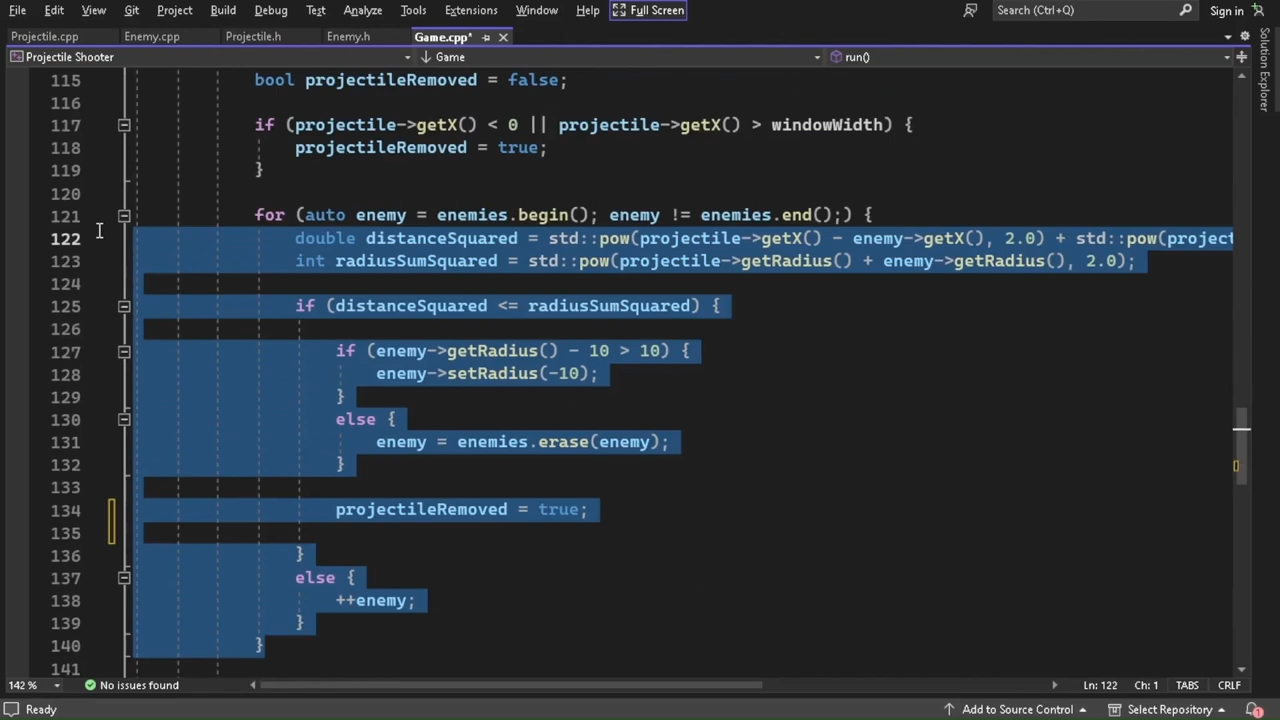 File Edit View Git Project Build Debug Test Analyze Tools Extensions Window Help Full Screen Search (Ctrl+Q) Sign in
Projectile.cpp Enemy.cpp Projectile.h Enemy.h Game.cpp*
Projectile Shooter Game run()
Solution Explorer
115 bool projectileRemoved = false;
116
117 if (projectile->getX() < 0 || projectile->getX() > windowWidth) {
118 projectileRemoved = true;
119 }
120
121 for (auto enemy = enemies.begin(); enemy != enemies.end();) {
122 double distanceSquared = std::pow(projectile->getX() - enemy->getX(), 2.0) + std::pow(project
123 int radiusSumSquared = std::pow(projectile->getRadius() + enemy->getRadius(), 2.0);
124
125 if (distanceSquared <= radiusSumSquared) {
126
127 if (enemy->getRadius() - 10 > 10) {
128 enemy->setRadius(-10);
129 }
130 else {
131 enemy = enemies.erase(enemy);
132 }
133
134 projectileRemoved = true;
135
136 }
137 else {
138 ++enemy;
139 }
140 }
141
142 % No issues found Ln: 122 Ch: 1 TABS CRLF
Ready Add to Source Control Select Repository 1